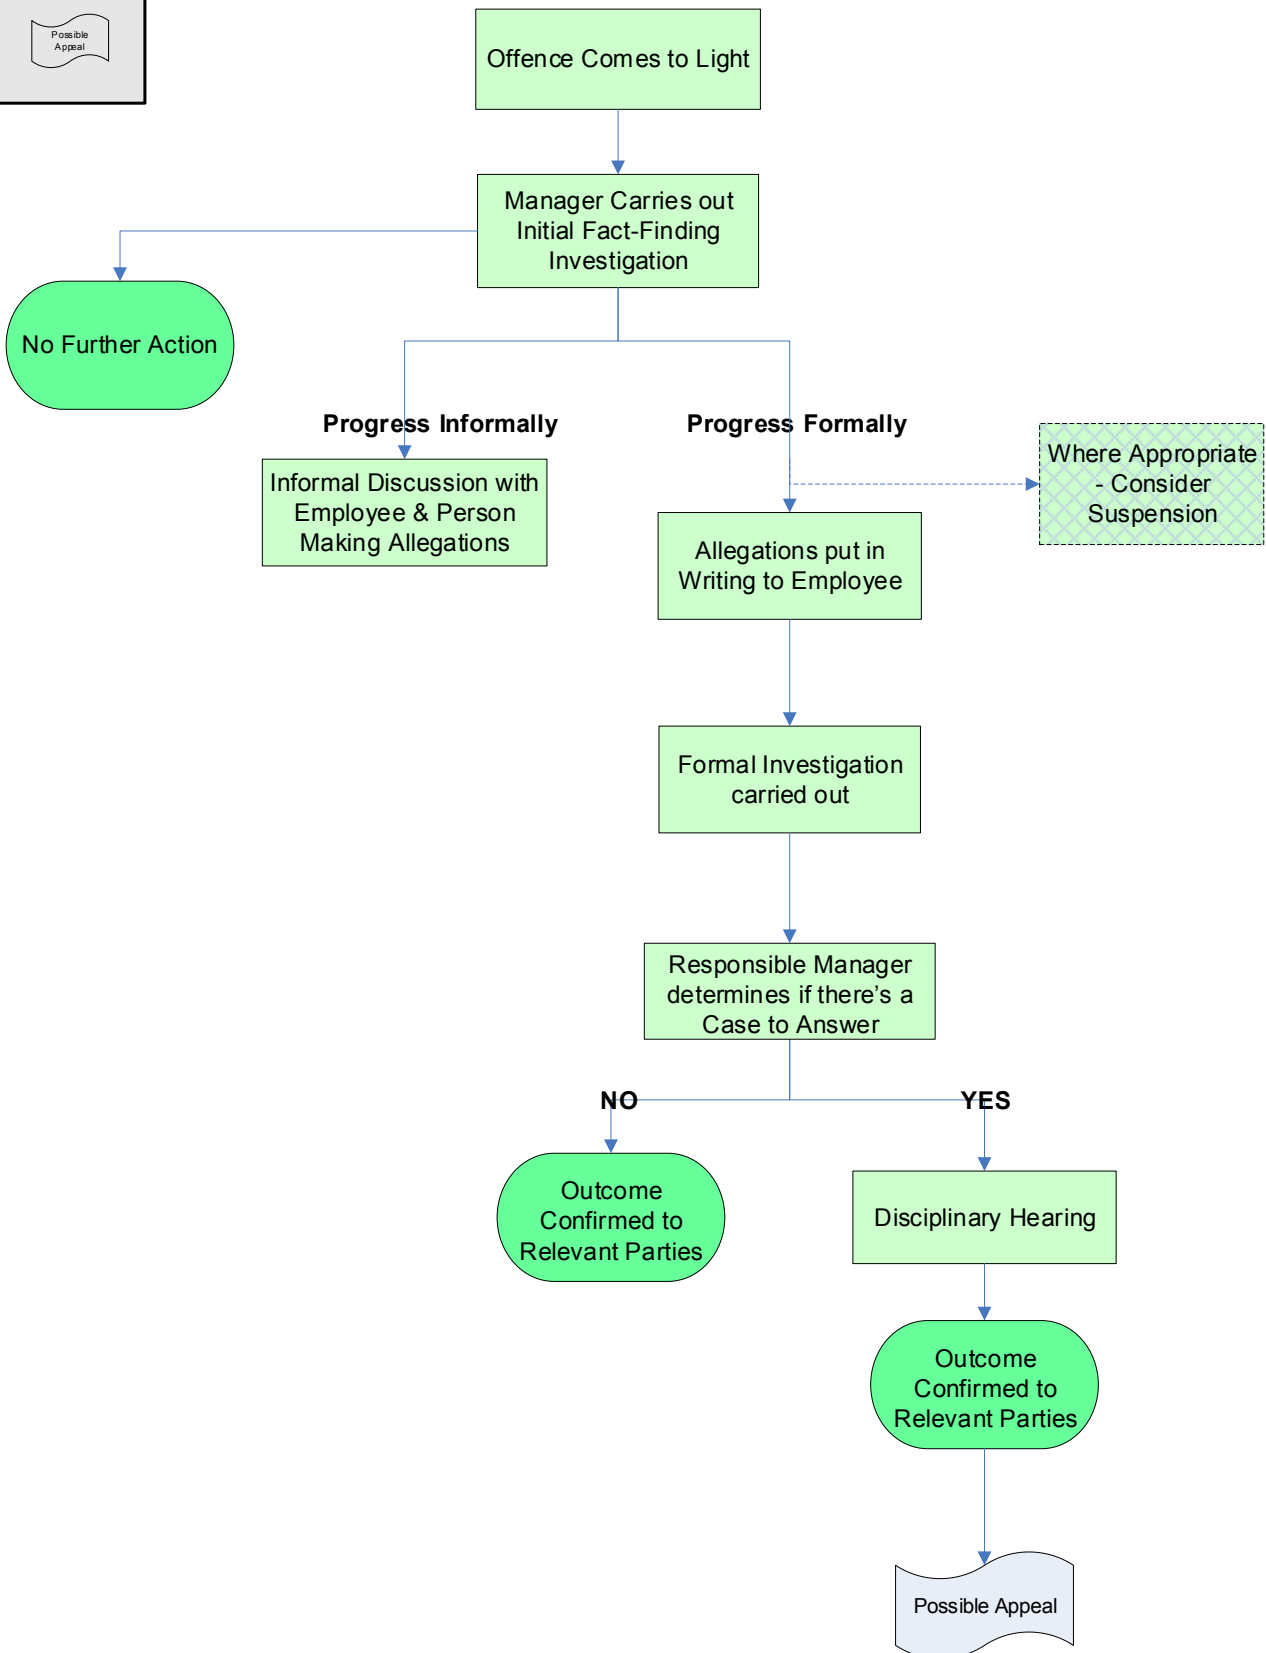 Possible
Appeal
Offence Comes to Light
Manager Carries out
Initial Fact-Finding
Investigation
No Further Action
Progress Informally
Progress Formally
Where Appropriate
- Consider
Suspension
Informal Discussion with
Employee & Person
Making Allegations
Allegations put in
Writing to Employee
Formal Investigation
carried out
Responsible Manager
determines if there’s a
Case to Answer
NO
YES
Outcome
Confirmed to
Relevant Parties
Disciplinary Hearing
Outcome
Confirmed to
Relevant Parties
Possible Appeal